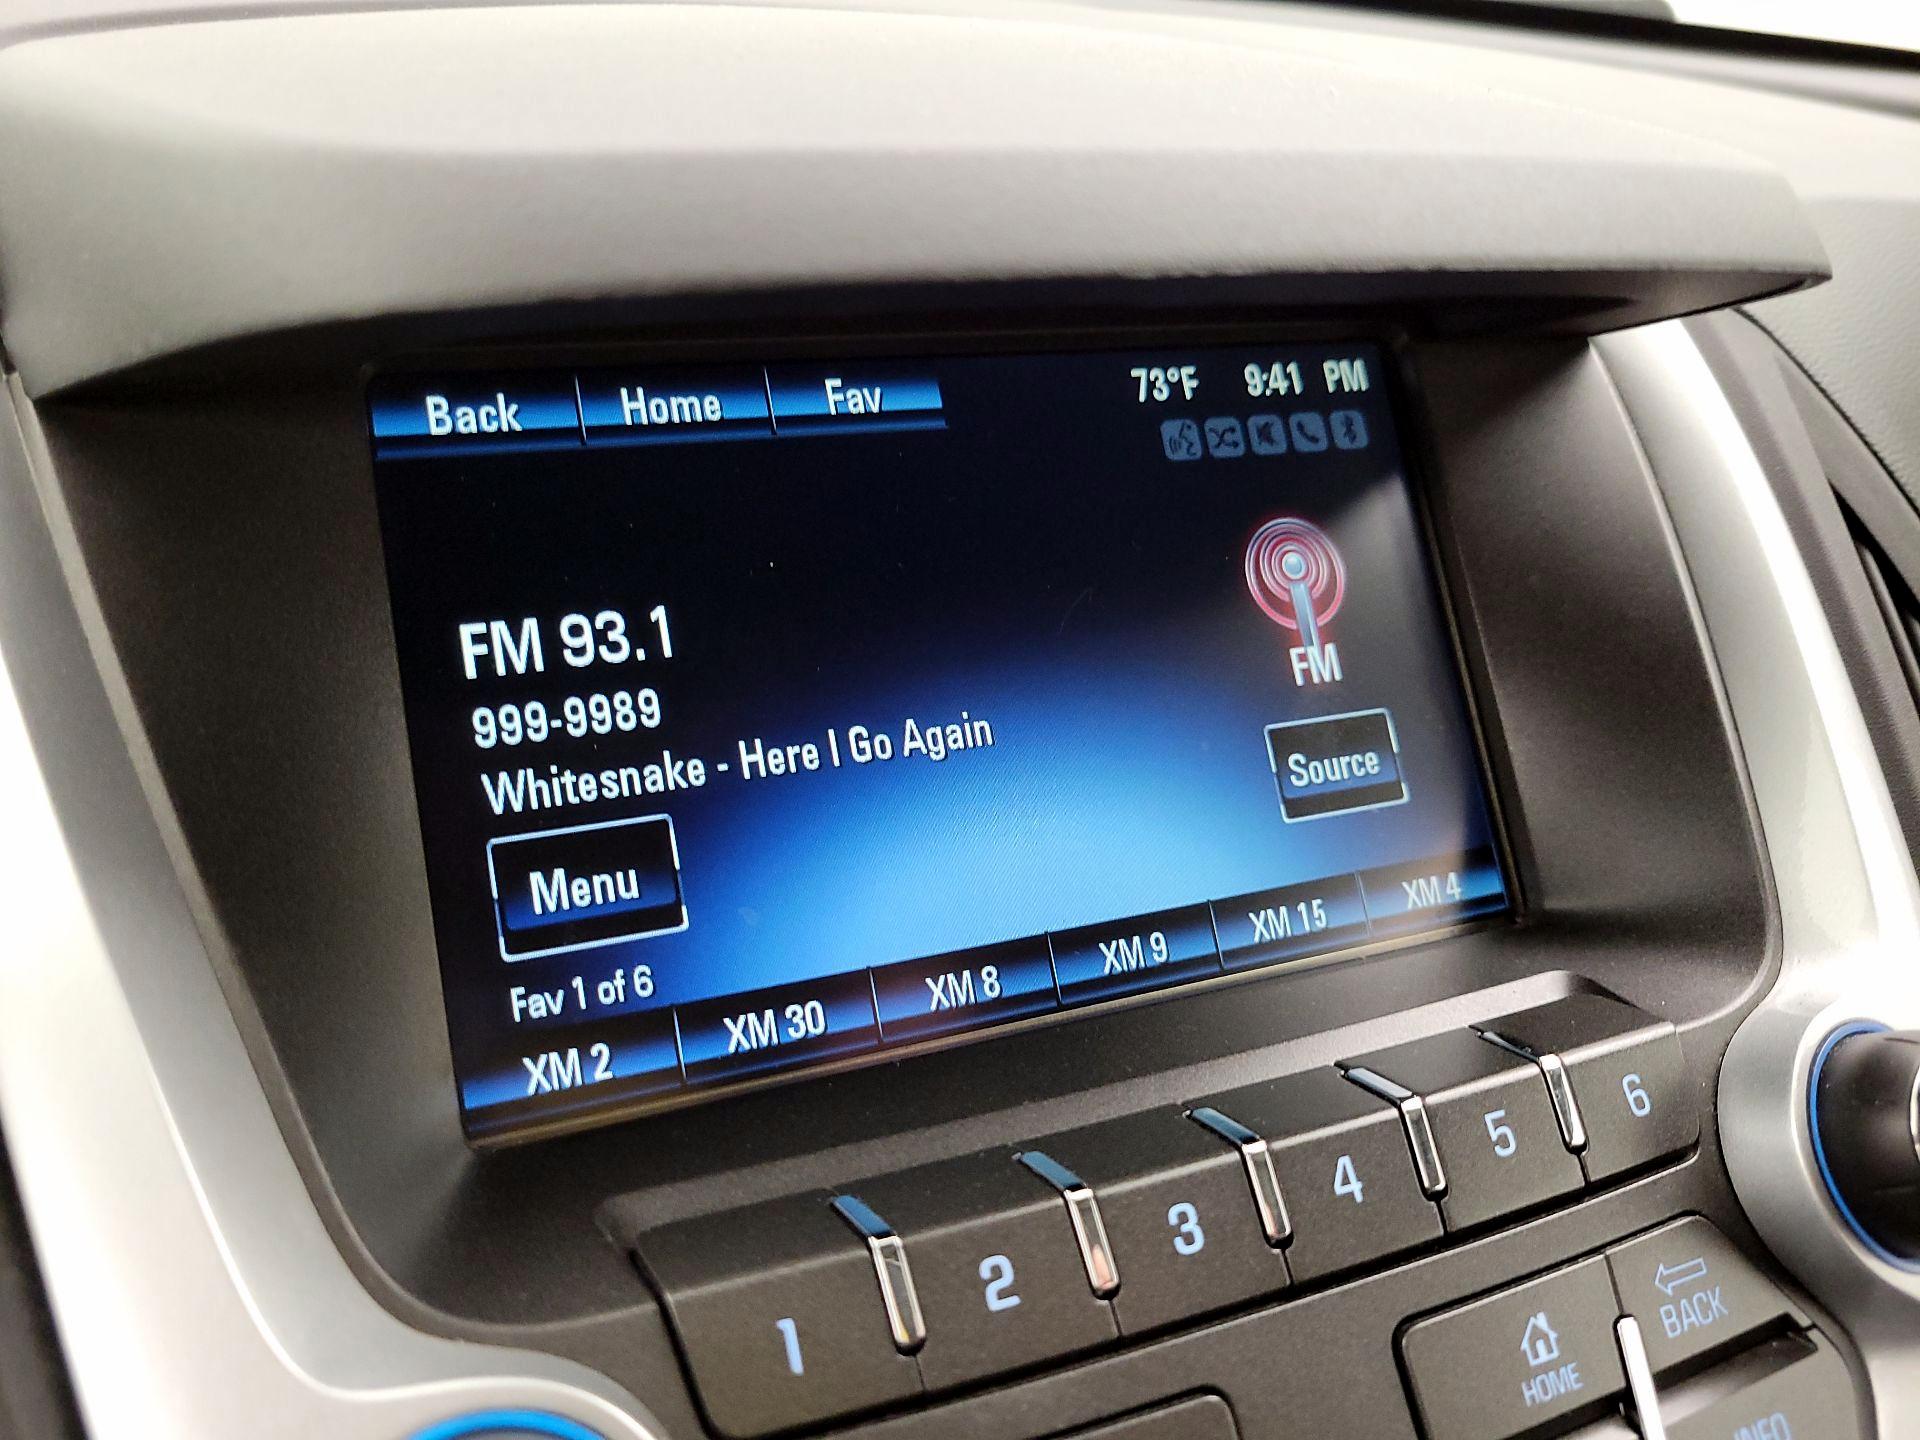 Back Home Fav 73°F 9:41 PM
FM 93.1
FM
999-9989
Whitesnake - Here I Go Again
Source
Menu
Fav 1 of 6
XM 2 XM 30 XM 8 XM 9 XM 15 XM 4
1 2 3 4 5 6
HOME BACK
INFO